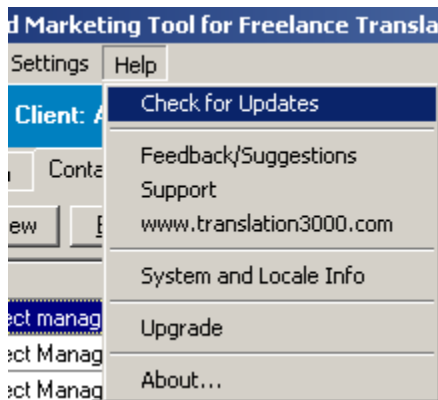 d Marketing Tool for Freelance Transla
Settings Help
Client: A
Check for Updates
Conta
Feedback/Suggestions
Support
ew
www.translation3000.com
System and Locale Info
ect manag
Upgrade
ect Manag
About...
ect Manag